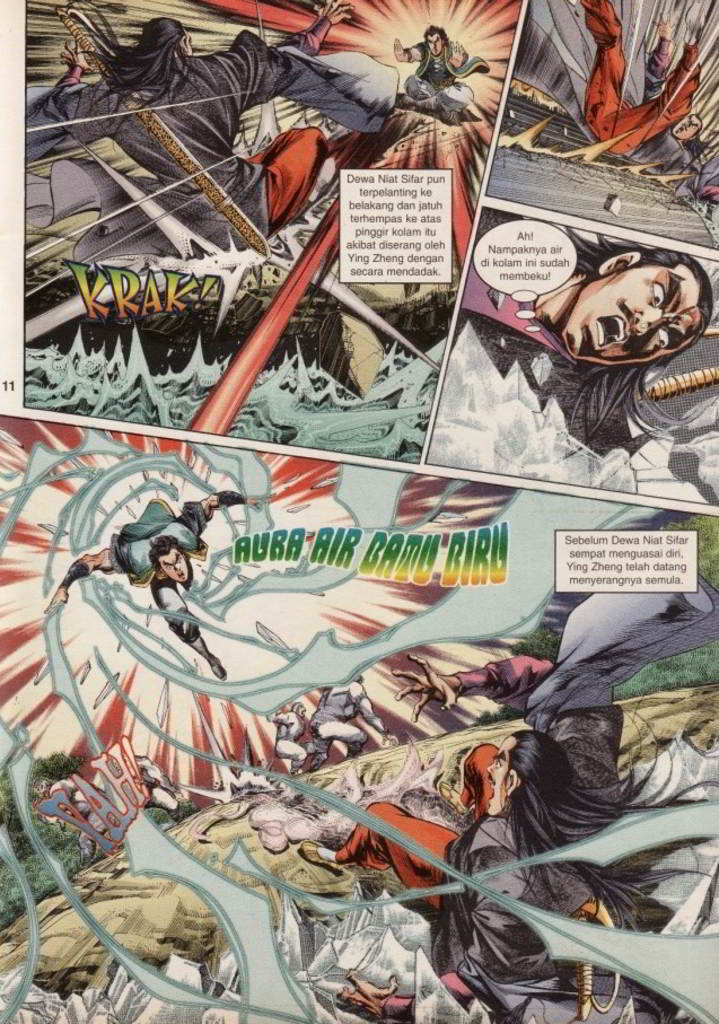 Dewa Niat Sifar pun
terpelanting ke
belakang dan jatuh
terhempas ke atas
pinggir kolam itu
akibat diserang oleh
Ying Zheng dengan
secara mendadak.
KRAK!
Ah!
Nampaknya air
di kolam ini sudah
membeku!
11
AURA AIR BATU BIRU
Sebelum Dewa Niat Sifar
sempat menguasai diri,
Ying Zheng telah datang
menyerangnya semula.
PAH!